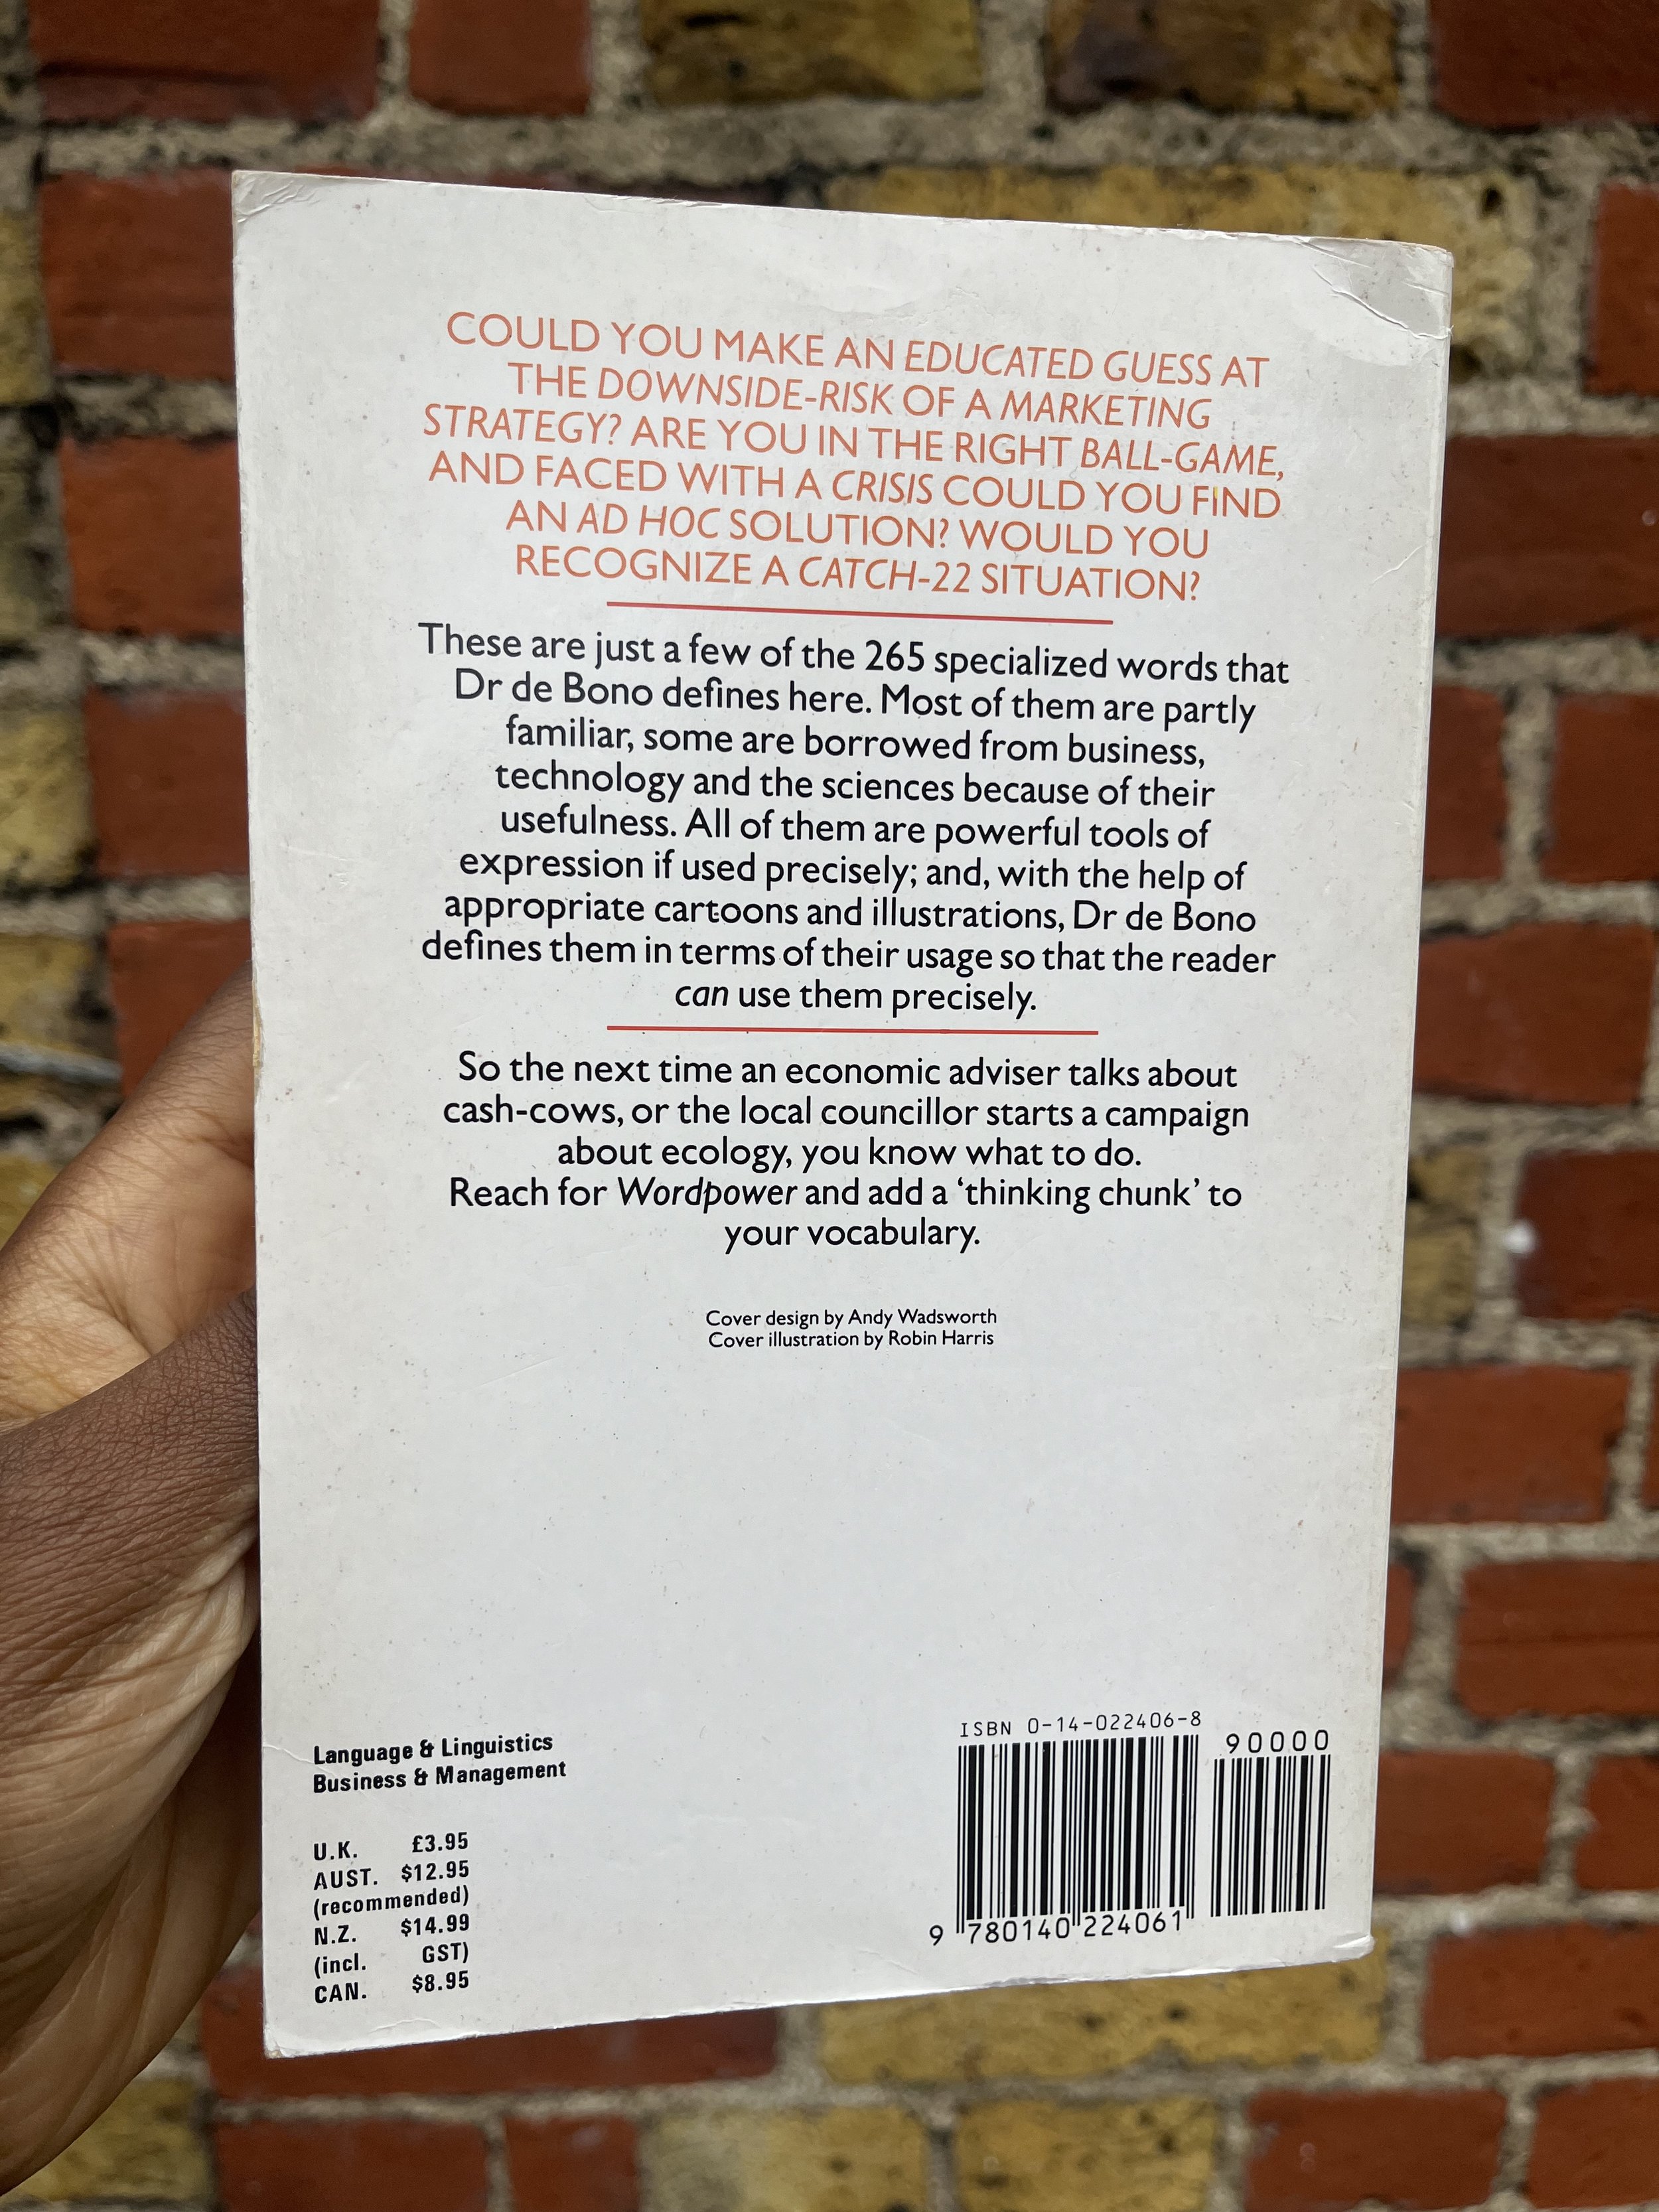 COULD YOU MAKE AN EDUCATED GUESS AT
THE DOWNSIDE-RISK OF A MARKETING
STRATEGY? ARE YOU IN THE RIGHT BALL-GAME,
AND FACED WITH A CRISIS COULD YOU FIND
AN AD HOC SOLUTION? WOULD YOU
RECOGNIZE A CATCH-22 SITUATION?
These are just a few of the 265 specialized words that
Dr de Bono defines here. Most of them are partly
familiar, some are borrowed from business,
technology and the sciences because of their
usefulness. All of them are powerful tools of
expression if used precisely; and, with the help of
appropriate cartoons and illustrations, Dr de Bono
defines them in terms of their usage so that the reader
can use them precisely.
So the next time an economic adviser talks about
cash-cows, or the local councillor starts a campaign
about ecology, you know what to do.
Reach for Wordpower and add a ‘thinking chunk’ to
your vocabulary.
Cover design by Andy Wadsworth
Cover illustration by Robin Harris
Language & Linguistics
Business & Management
U.K. £3.95
AUST. $12.95
(recommended)
N.Z. $14.99
(incl. GST)
CAN. $8.95
ISBN 0-14-022406-8
90000
9 780140 224061